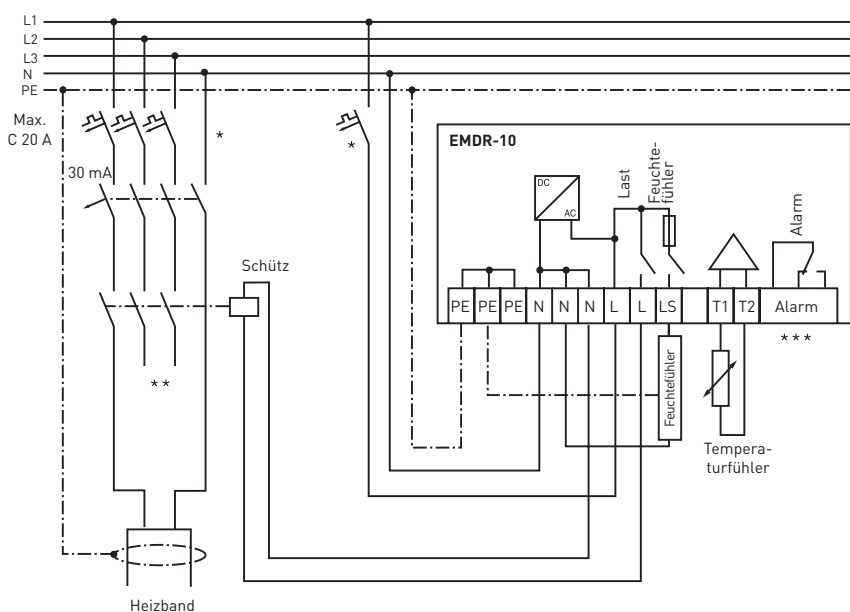 L1
L2
L3
N
PE
Max.
C 20 A
*
*
30 mA
EMDR-10
DC
AC
Last
Feuchte-
fühler
Alarm
Schütz
PE
PE
PE
N
N
N
L
L
LS
T1
T2
Alarm
* * *
* *
Feuchtefühler
Tempera-
turfühler
Heizband